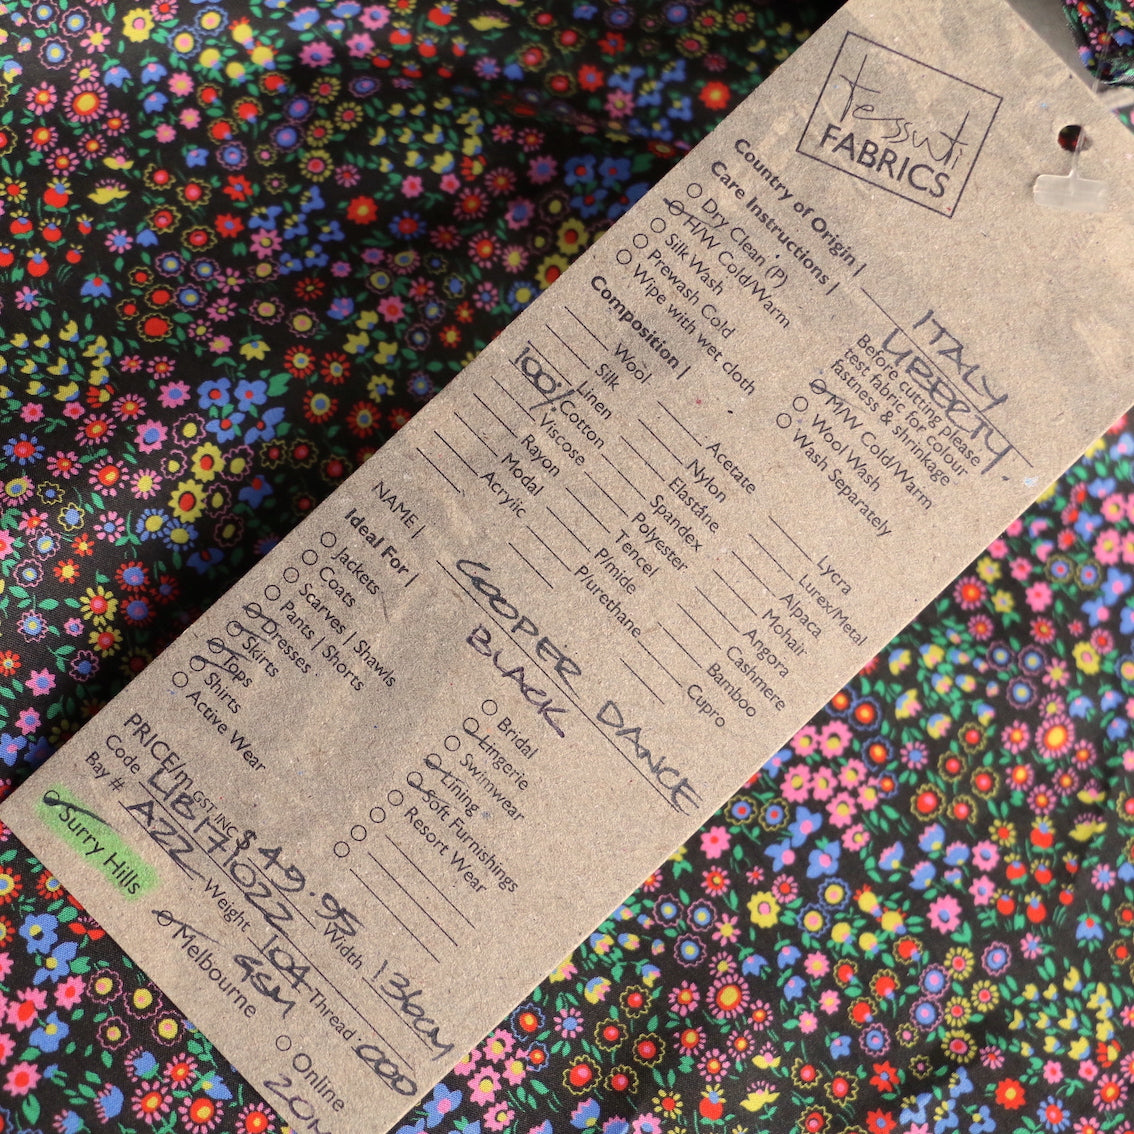 tessuti
FABRICS
Country of Origin | ITALY
LIBERTY
Care Instructions |
Dry Clean (P)
H/W Cold/Warm
Silk Wash
Prewash Cold
Wipe with wet cloth
Before cutting please
test fabric for colour
fastness & shrinkage
M/W Cold/Warm
Wool Wash
Wash Separately
Composition |
Wool
Silk
Linen
100% Cotton
Viscose
Rayon
Modal
Acrylic
Acetate
Nylon
Elastane
Spandex
Polyester
Tencel
P/mide
P/urethane
Lycra
Lurex/Metal
Alpaca
Mohair
Angora
Cashmere
Bamboo
Cupro
NAME | COOPER DANCE
BLACK
Ideal For |
Jackets
Coats
Scarves | Shawls
Pants | Shorts
Dresses
Skirts
Tops
Shirts
Active Wear
Bridal
Lingerie
Swimwear
Lining
Soft Furnishings
Resort Wear
PRICE/m GST INC $49.95
Code LIB171022 Width 136cm
Bay # A22 Weight 104 GSM Thread 000
Surry Hills
Melbourne
Online